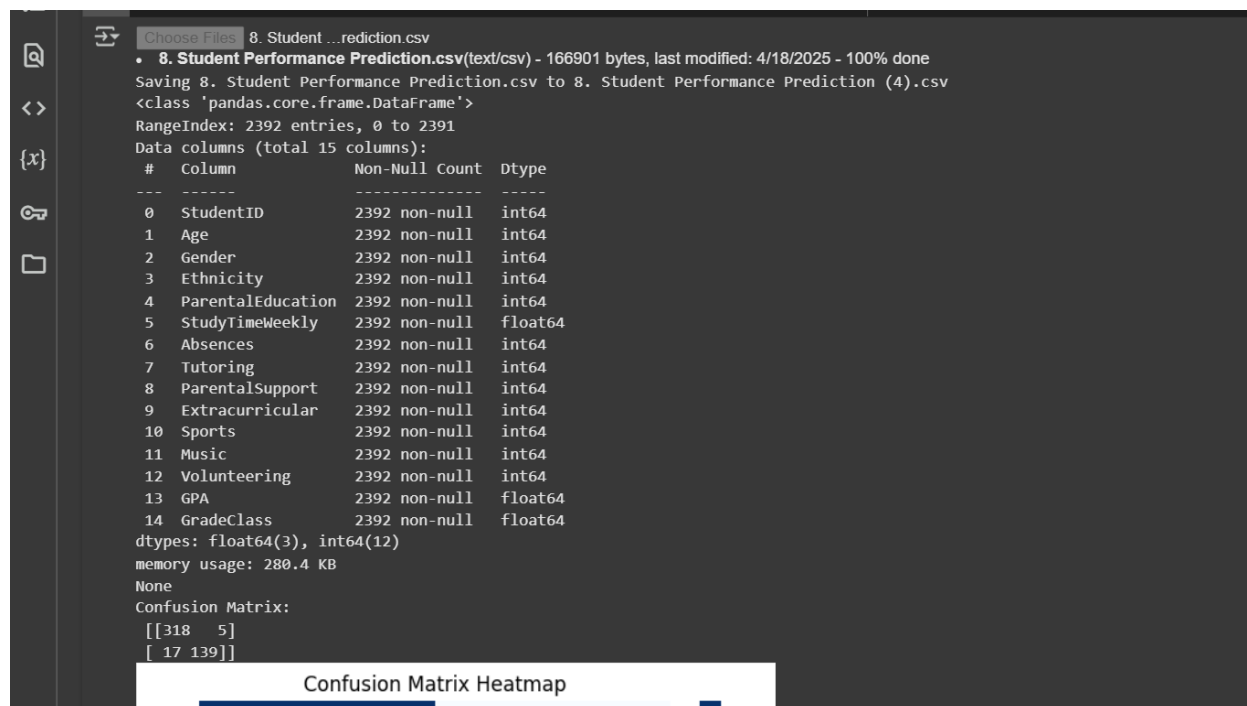 Choose Files 8. Student ...rediction.csv
• 8. Student Performance Prediction.csv(text/csv) - 166901 bytes, last modified: 4/18/2025 - 100% done
Saving 8. Student Performance Prediction.csv to 8. Student Performance Prediction (4).csv
<class 'pandas.core.frame.DataFrame'>
RangeIndex: 2392 entries, 0 to 2391
Data columns (total 15 columns):
 #   Column             Non-Null Count  Dtype
---  ------             --------------  -----
 0   StudentID          2392 non-null   int64
 1   Age                2392 non-null   int64
 2   Gender             2392 non-null   int64
 3   Ethnicity          2392 non-null   int64
 4   ParentalEducation  2392 non-null   int64
 5   StudyTimeWeekly    2392 non-null   float64
 6   Absences           2392 non-null   int64
 7   Tutoring           2392 non-null   int64
 8   ParentalSupport    2392 non-null   int64
 9   Extracurricular    2392 non-null   int64
 10  Sports             2392 non-null   int64
 11  Music              2392 non-null   int64
 12  Volunteering       2392 non-null   int64
 13  GPA                2392 non-null   float64
 14  GradeClass         2392 non-null   float64
dtypes: float64(3), int64(12)
memory usage: 280.4 KB
None
Confusion Matrix:
 [[318   5]
 [ 17 139]]
Confusion Matrix Heatmap
{x}